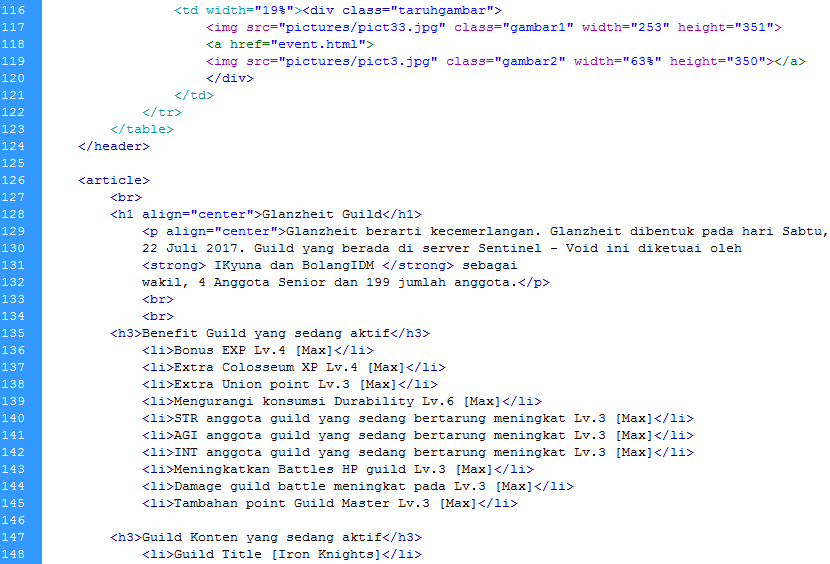 116 <td width="19%"><div class="taruhgambar">
117 <img src="pictures/pict33.jpg" class="gambar1" width="253" height="351">
118 <a href="event.html">
119 <img src="pictures/pict3.jpg" class="gambar2" width="63%" height="350"></a>
120 </div>
121 </td>
122 </tr>
123 </table>
124 </header>
125
126 <article>
127 <br>
128 <h1 align="center">Glanzheit Guild</h1>
129 <p align="center">Glanzheit berarti kecemerlangan. Glanzheit dibentuk pada hari Sabtu,
130 22 Juli 2017. Guild yang berada di server Sentinel - Void ini diketuai oleh
131 <strong> IKyuna dan BolangIDM </strong> sebagai
132 wakil, 4 Anggota Senior dan 199 jumlah anggota.</p>
133 <br>
134 <br>
135 <h3>Benefit Guild yang sedang aktif</h3>
136 <li>Bonus EXP Lv.4 [Max]</li>
137 <li>Extra Colosseum XP Lv.4 [Max]</li>
138 <li>Extra Union point Lv.3 [Max]</li>
139 <li>Mengurangi konsumsi Durability Lv.6 [Max]</li>
140 <li>STR anggota guild yang sedang bertarung meningkat Lv.3 [Max]</li>
141 <li>AGI anggota guild yang sedang bertarung meningkat Lv.3 [Max]</li>
142 <li>INT anggota guild yang sedang bertarung meningkat Lv.3 [Max]</li>
143 <li>Meningkatkan Battles HP guild Lv.3 [Max]</li>
144 <li>Damage guild battle meningkat pada Lv.3 [Max]</li>
145 <li>Tambahan point Guild Master Lv.3 [Max]</li>
146
147 <h3>Guild Konten yang sedang aktif</h3>
148 <li>Guild Title [Iron Knights]</li>